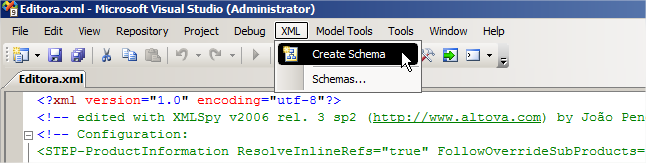 Editora.xml - Microsoft Visual Studio (Administrator)
File Edit View Repository Project Debug XML Model Tools Tools Window Help
Create Schema
Schemas...
Editora.xml
<?xml version="1.0" encoding="utf-8"?>
<!-- edited with XMLSpy v2006 rel. 3 sp2 (http://www.altova.com) by João Pen
<!-- Configuration:
<STEP-ProductInformation ResolveInlineRefs="true" FollowOverrideSubProducts=